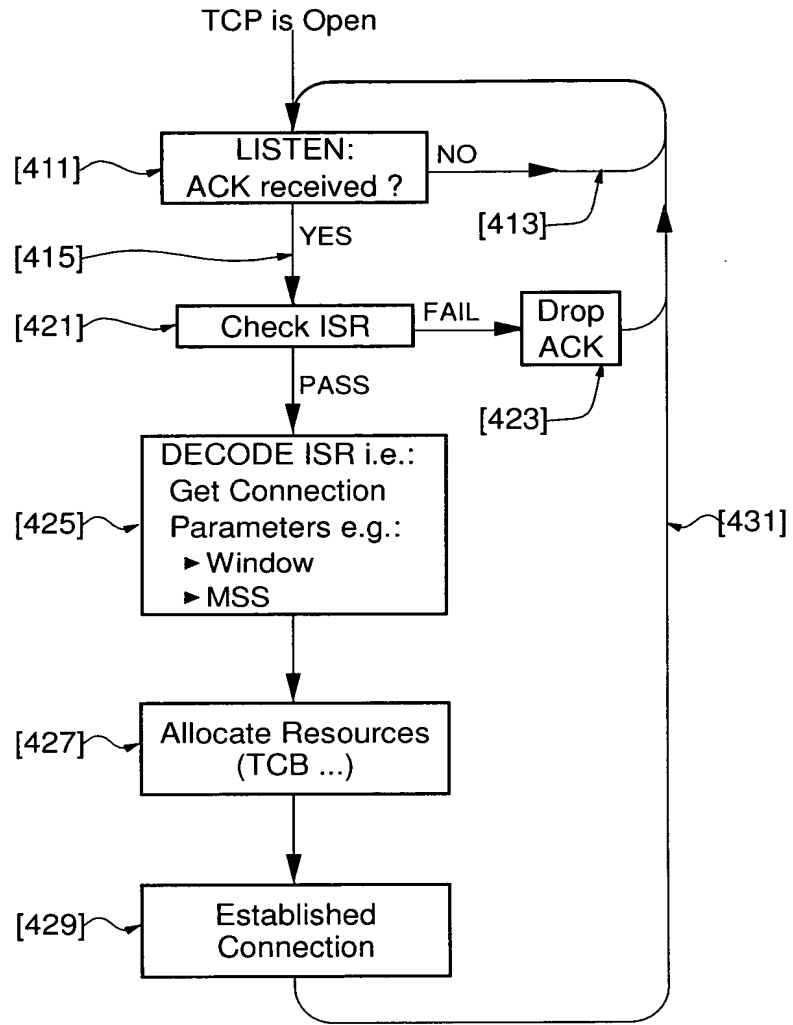 TCP is Open
LISTEN:
ACK received ?
NO
[411]
[413]
YES
[415]
[421]
Check ISR
FAIL
Drop
ACK
PASS
[423]
DECODE ISR i.e.:
Get Connection
Parameters e.g.:
► Window
► MSS
[425]
[431]
[427]
Allocate Resources
(TCB ...)
[429]
Established
Connection